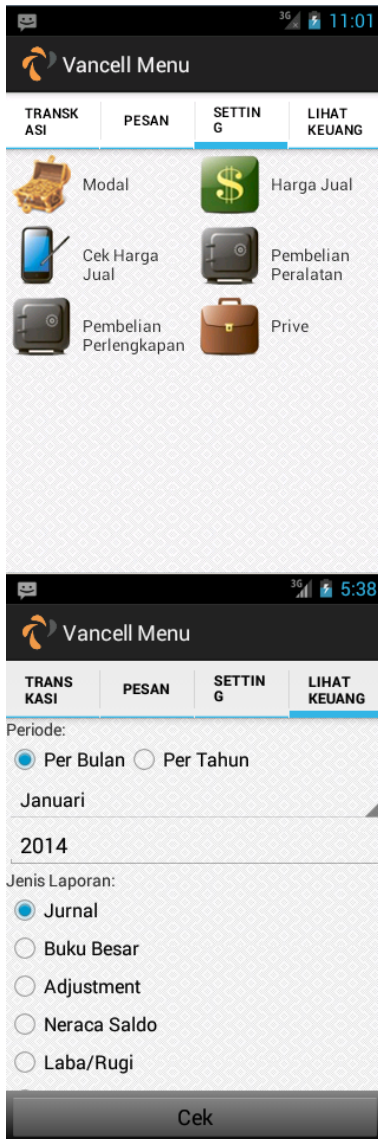 3G 11:01
Vancell Menu
TRANSK
ASI
PESAN
SETTIN
G
LIHAT
KEUANG
Modal
Harga Jual
Cek Harga
Jual
Pembelian
Peralatan
Pembelian
Perlengkapan
Prive
3G 5:38
Vancell Menu
TRANS
KASI
PESAN
SETTIN
G
LIHAT
KEUANG
Periode:
Per Bulan Per Tahun
Januari
2014
Jenis Laporan:
Jurnal
Buku Besar
Adjustment
Neraca Saldo
Laba/Rugi
Cek